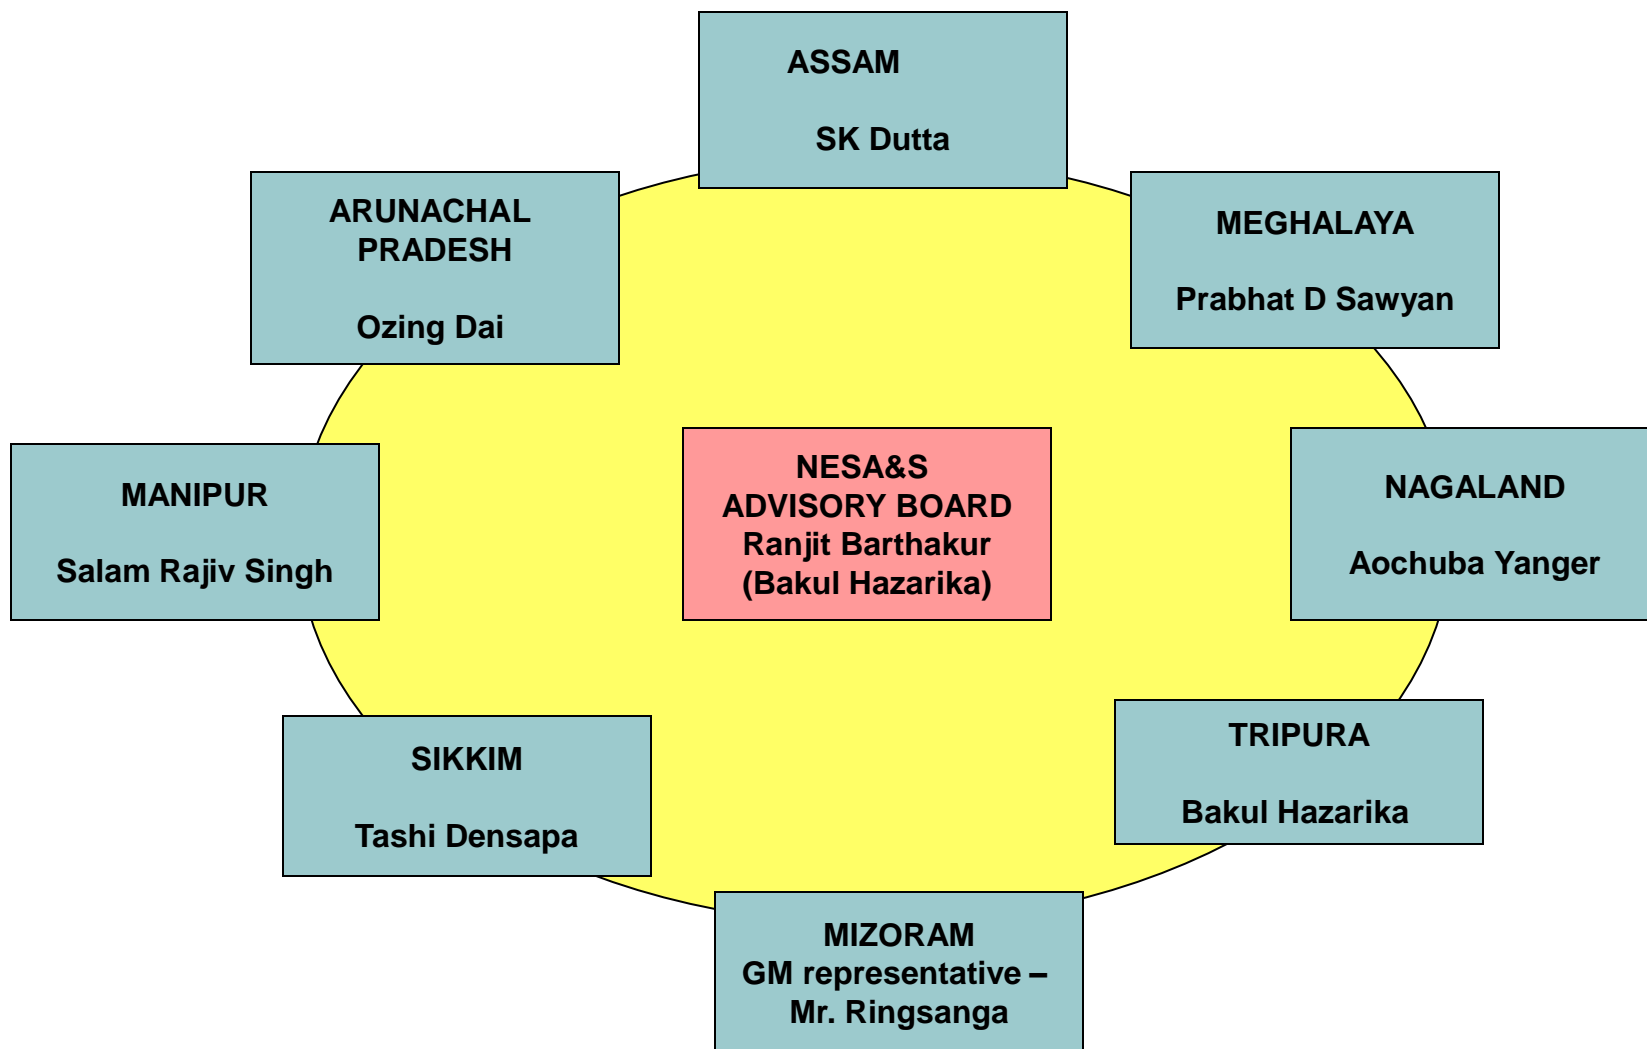 ASSAM
SK Dutta
ARUNACHAL
PRADESH
Ozing Dai
MEGHALAYA
Prabhat D Sawyan
MANIPUR
Salam Rajiv Singh
NESA&S
ADVISORY BOARD
Ranjit Barthakur
(Bakul Hazarika)
NAGALAND
Aochuba Yanger
SIKKIM
Tashi Densapa
TRIPURA
Bakul Hazarika
MIZORAM
GM representative –
Mr. Ringsanga